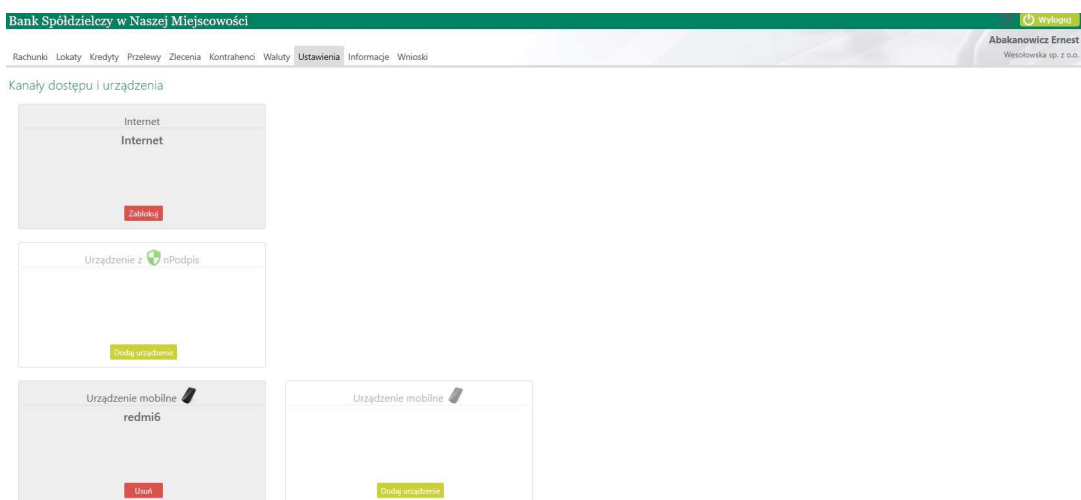 Bank Spółdzielczy w Naszej Miejscowości
Wyloguj
Abakanowicz Ernest
Wesołowska sp. z o.o.
Rachunki Lokaty Kredyty Przelewy Zlecenia Kontrahenci Waluty Ustawienia Informacje Wnioski
Kanały dostępu i urządzenia
Internet
Internet
Zablokuj
Urządzenie z nPodpis
Dodaj urządzenie
Urządzenie mobilne
redmi6
Usuń
Urządzenie mobilne
Dodaj urządzenie